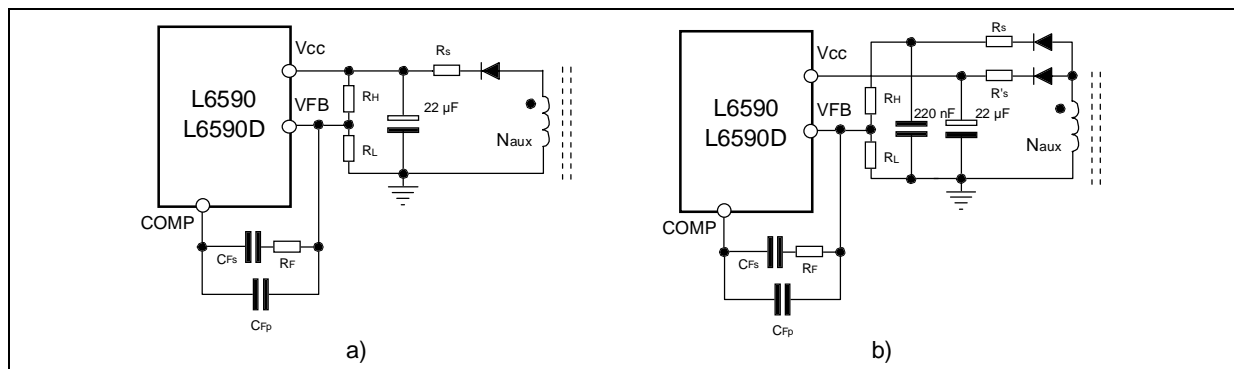 Vcc
Rs
L6590
L6590D
VFB
RH
22 µF
RL
Naux
COMP
CFs
RF
CFp
a)
Vcc
Rs
R's
L6590
L6590D
VFB
RH
220 nF
22 µF
RL
Naux
COMP
CFs
RF
CFp
b)